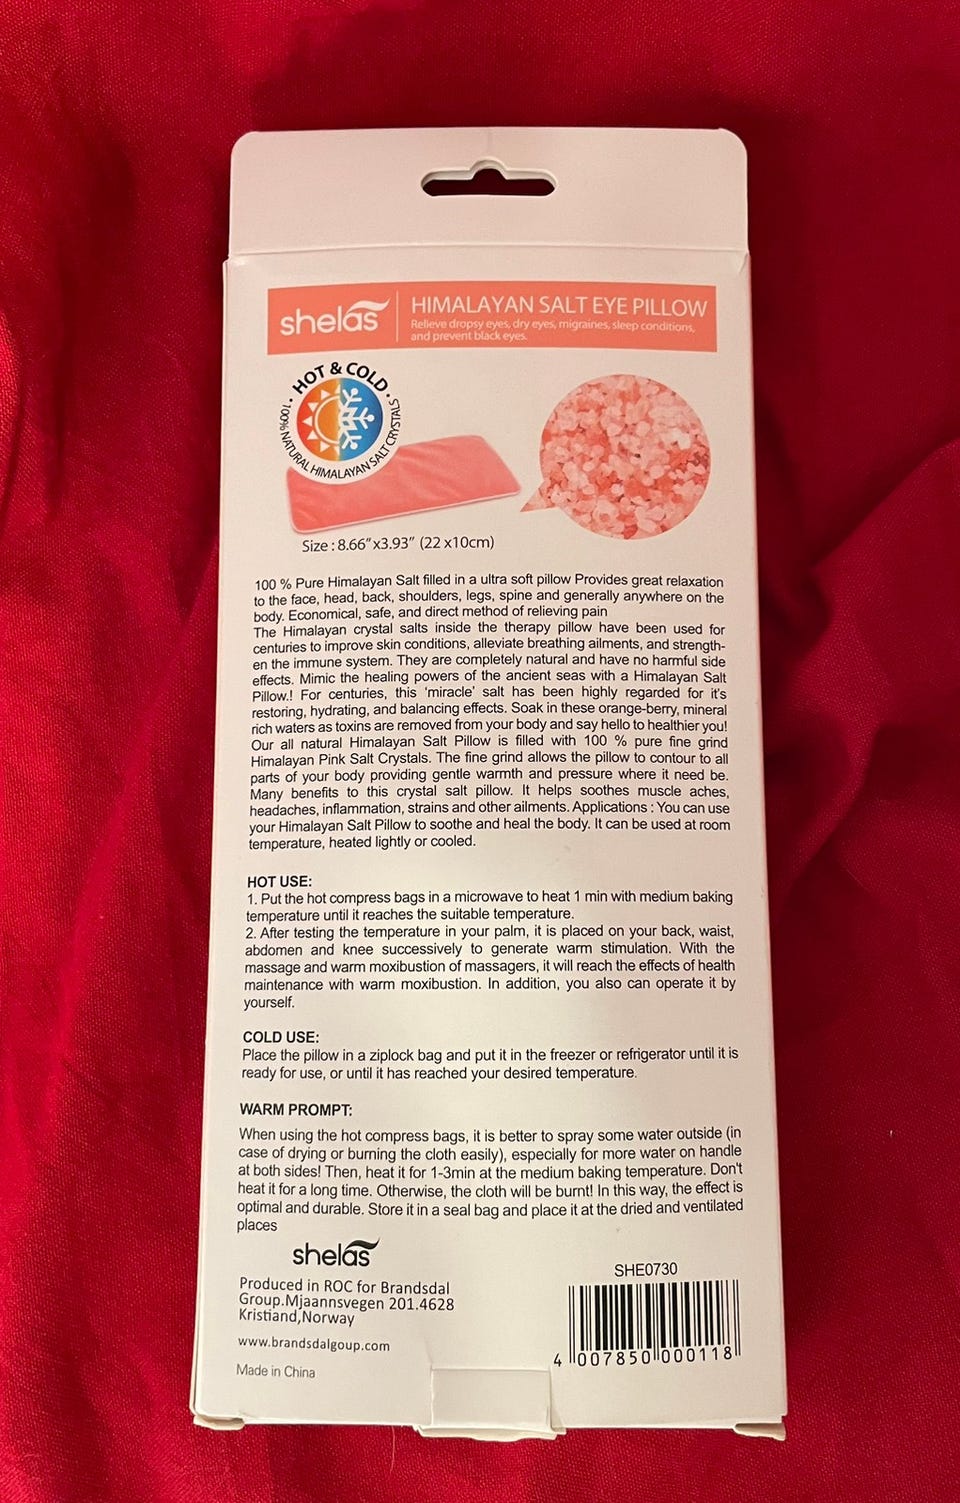 shelas
HIMALAYAN SALT EYE PILLOW
Relieve dropsy eyes, dry eyes, migraines, sleep conditions,
and prevent black eyes.
• HOT & COLD •
100% NATURAL HIMALAYAN SALT CRYSTALS
Size : 8.66”x3.93” (22 x10cm)
100 % Pure Himalayan Salt filled in a ultra soft pillow Provides great relaxation
to the face, head, back, shoulders, legs, spine and generally anywhere on the
body. Economical, safe, and direct method of relieving pain
The Himalayan crystal salts inside the therapy pillow have been used for
centuries to improve skin conditions, alleviate breathing ailments, and strength-
en the immune system. They are completely natural and have no harmful side
effects. Mimic the healing powers of the ancient seas with a Himalayan Salt
Pillow.! For centuries, this ‘miracle’ salt has been highly regarded for it’s
restoring, hydrating, and balancing effects. Soak in these orange-berry, mineral
rich waters as toxins are removed from your body and say hello to healthier you!
Our all natural Himalayan Salt Pillow is filled with 100 % pure fine grind
Himalayan Pink Salt Crystals. The fine grind allows the pillow to contour to all
parts of your body providing gentle warmth and pressure where it need be.
Many benefits to this crystal salt pillow. It helps soothes muscle aches,
headaches, inflammation, strains and other ailments. Applications : You can use
your Himalayan Salt Pillow to soothe and heal the body. It can be used at room
temperature, heated lightly or cooled.
HOT USE:
1. Put the hot compress bags in a microwave to heat 1 min with medium baking
temperature until it reaches the suitable temperature.
2. After testing the temperature in your palm, it is placed on your back, waist,
abdomen and knee successively to generate warm stimulation. With the
massage and warm moxibustion of massagers, it will reach the effects of health
maintenance with warm moxibustion. In addition, you also can operate it by
yourself.
COLD USE:
Place the pillow in a ziplock bag and put it in the freezer or refrigerator until it is
ready for use, or until it has reached your desired temperature.
WARM PROMPT:
When using the hot compress bags, it is better to spray some water outside (in
case of drying or burning the cloth easily), especially for more water on handle
at both sides! Then, heat it for 1-3min at the medium baking temperature. Don't
heat it for a long time. Otherwise, the cloth will be burnt! In this way, the effect is
optimal and durable. Store it in a seal bag and place it at the dried and ventilated
places
shelas
Produced in ROC for Brandsdal
Group.Mjaannsvegen 201.4628
Kristiand,Norway
www.brandsdalgoup.com
Made in China
SHE0730
4 007850 000118